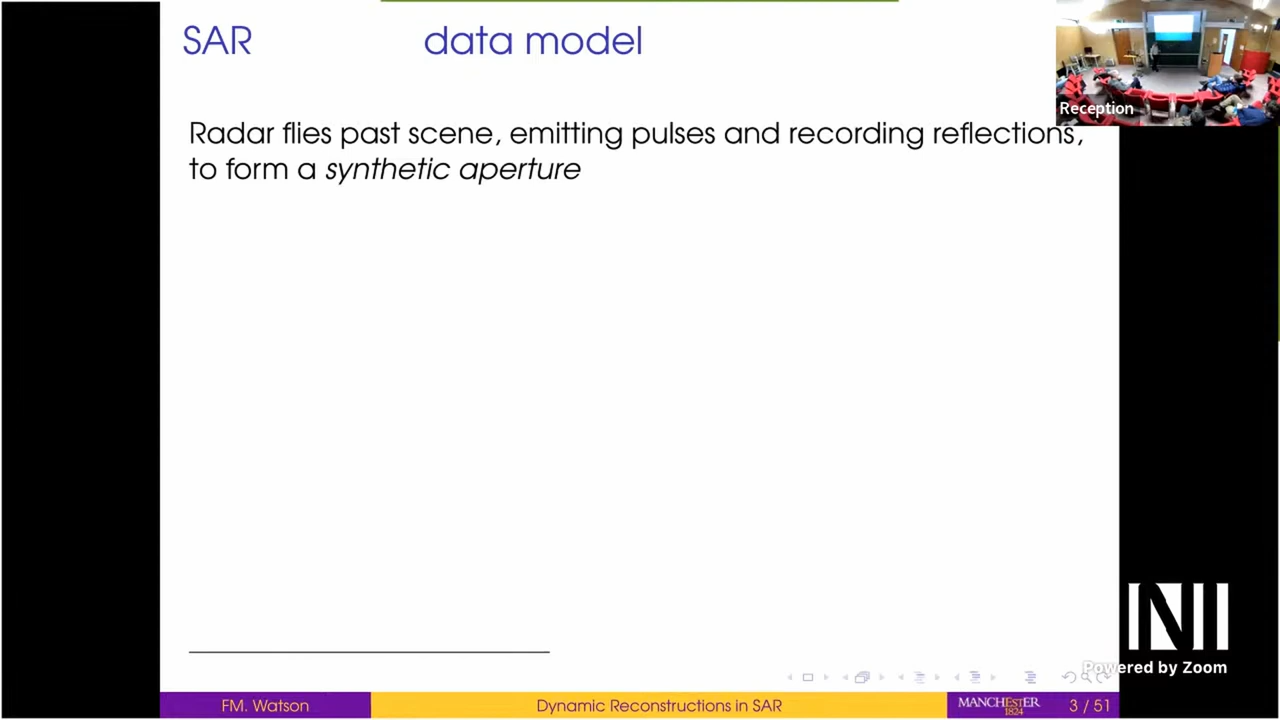 SAR data model
Reception
Radar flies past scene, emitting pulses and recording reflections,
to form a synthetic aperture
NI
Powered by Zoom
FM. Watson
Dynamic Reconstructions in SAR
MANCHESTER
1824
3 / 51